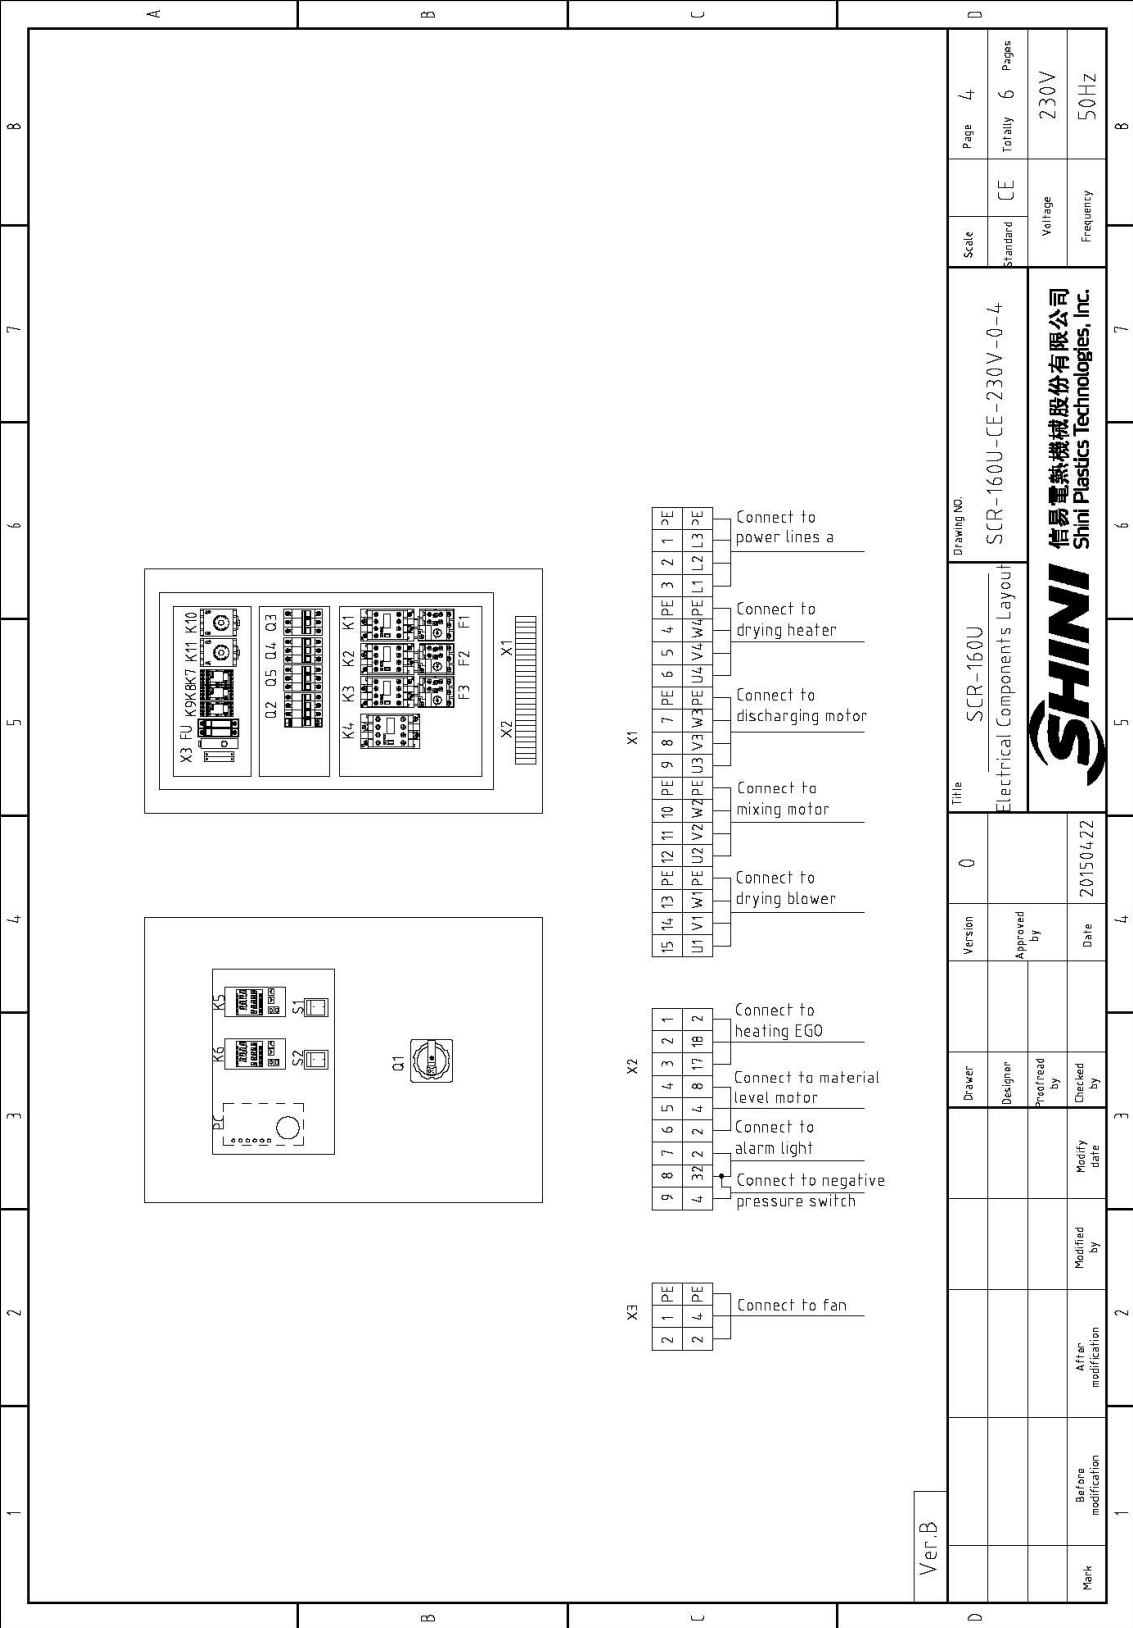 A
B
C
D
8
7
6
5
4
3
2
1
X3 FU K9K8K7 K11 K10
Q2 Q5 Q4 Q3
K4 K3 K2 K1
F3 F2 F1
X2 X1
PC K6 K5
S2 S1
Q1
X1
15 14 13 PE 12 11 10 PE 9 8 7 PE 6 5 4 PE 3 2 1 PE
U1 V1 W1 PE U2 V2 W2 PE U3 V3 W3 PE U4 V4 W4 PE L1 L2 L3 PE
Connect to
power lines a
Connect to
drying heater
Connect to
discharging motor
Connect to
mixing motor
Connect to
drying blower
X2
9 8 7 6 5 4 3 2 1
4 32 2 2 4 8 17 18 2
Connect to
heating EGO
Connect to material
level motor
Connect to
alarm light
Connect to negative
pressure switch
X3
2 1 PE
2 4 PE
Connect to fan
Ver.B
Mark
Before
modification
After
modification
Modified
by
Modify
date
Drawer
Designer
Proofread
by
Checked
by
Version 0
Approved
by
Date 20150422
Title
SCR-160U
Electrical Components Layout
Drawing NO.
SCR-160U-CE-230V-0-4
SHINI
信易電熱機械股份有限公司
Shini Plastics Technologies, Inc.
Scale
Page 4
Standard CE
Totally 6 Pages
Voltage 230V
Frequency 50Hz
1
2
3
4
5
6
7
8
B
C
D